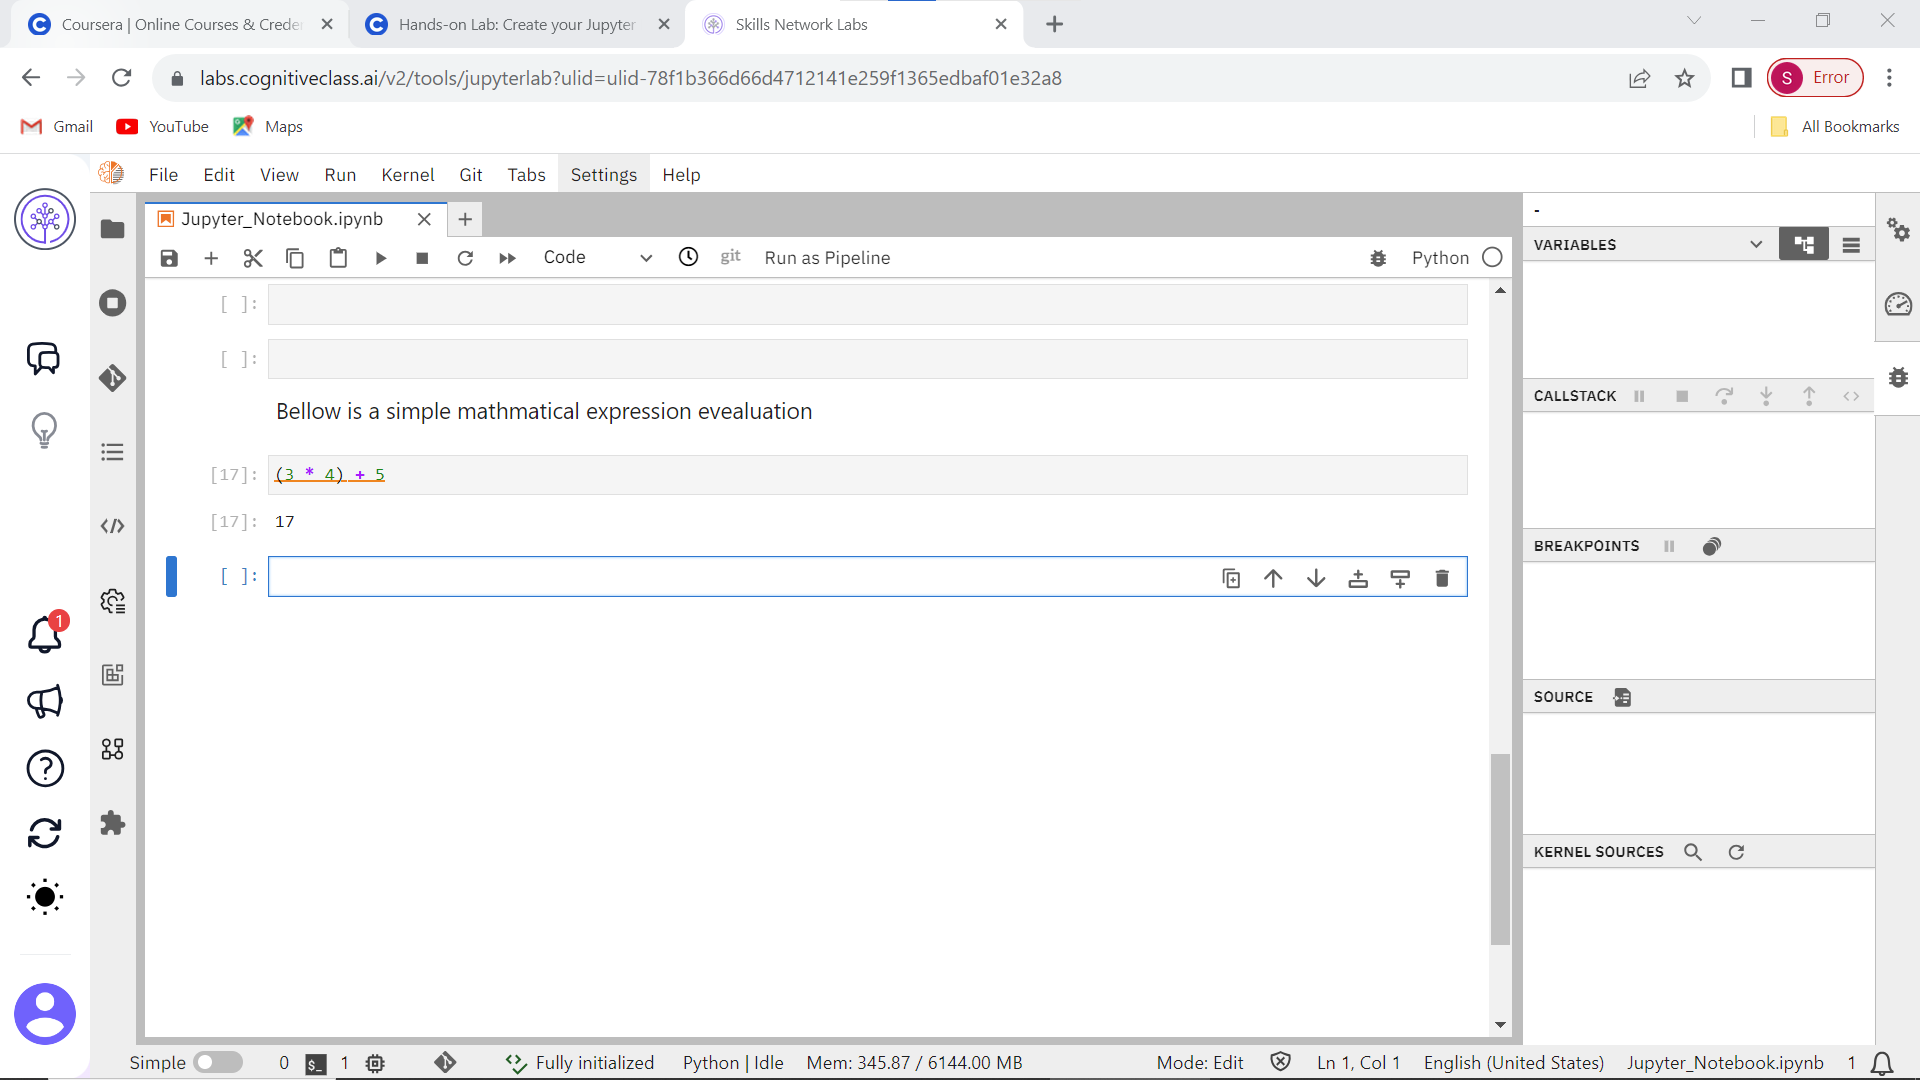 Coursera | Online Courses & Creder
Hands-on Lab: Create your Jupyter
Skills Network Labs
labs.cognitiveclass.ai/v2/tools/jupyterlab?ulid=ulid-78f1b366d66d4712141e259f1365edbaf01e32a8
S Error
Gmail YouTube Maps All Bookmarks
File Edit View Run Kernel Git Tabs Settings Help
Jupyter_Notebook.ipynb
-
Code git Run as Pipeline Python
VARIABLES
[ ]:
[ ]:
CALLSTACK
Bellow is a simple mathmatical expression evealuation
[17]: (3 * 4) + 5
[17]: 17
BREAKPOINTS
[ ]:
1
SOURCE
KERNEL SOURCES
Simple 0 $_ 1 Fully initialized Python | Idle Mem: 345.87 / 6144.00 MB Mode: Edit Ln 1, Col 1 English (United States) Jupyter_Notebook.ipynb 1